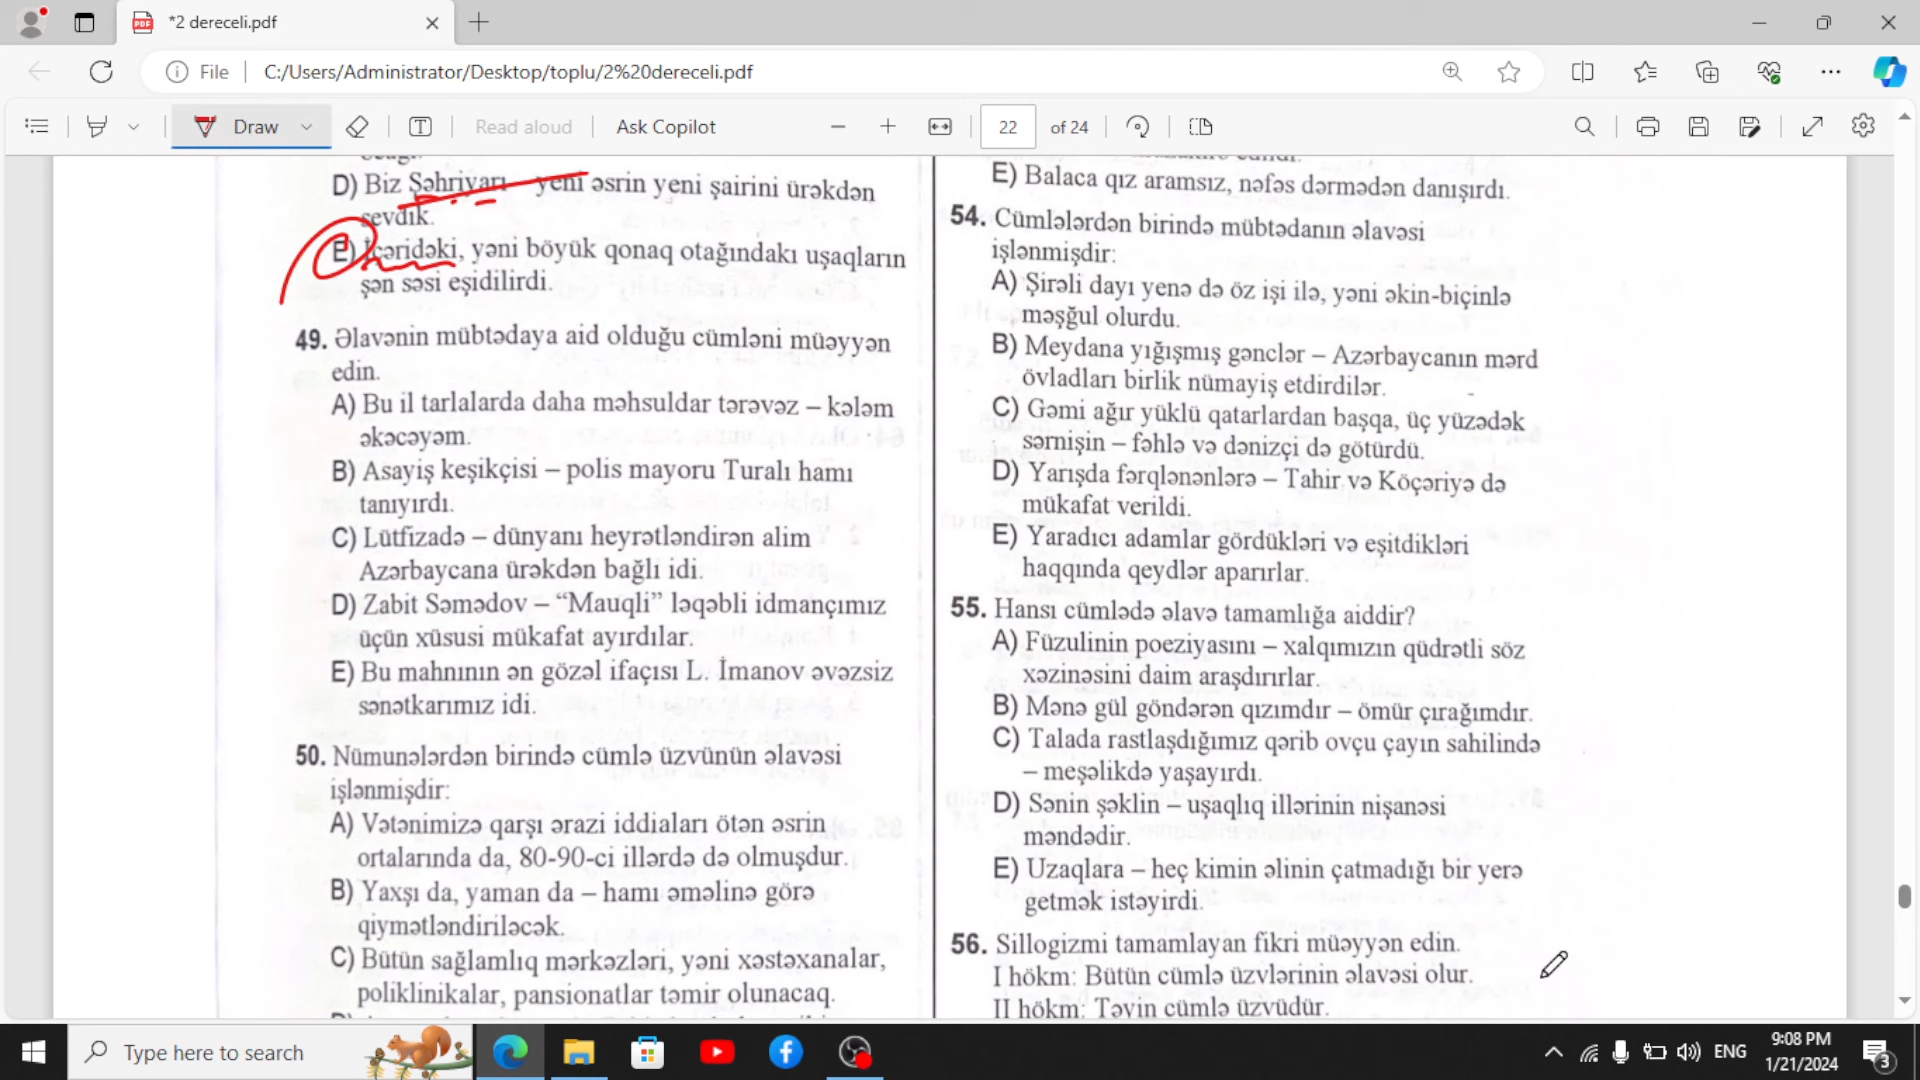 *2 dereceli.pdf
File
C:/Users/Administrator/Desktop/toplu/2%20dereceli.pdf
Draw
Read aloud
Ask Copilot
22
of 24
D) Biz Şəhriyarı – yeni əsrin yeni şairini ürəkdən
sevdik.
E) İçəridəki, yəni böyük qonaq otağındakı uşaqların
şən səsi eşidilirdi.
49. Əlavənin mübtədaya aid olduğu cümləni müəyyən
edin.
A) Bu il tarlalarda daha məhsuldar tərəvəz – kələm
əkəcəyəm.
B) Asayiş keşikçisi – polis mayoru Turalı hamı
tanıyırdı.
C) Lütfizadə – dünyanı heyrətləndirən alim
Azərbaycana ürəkdən bağlı idi.
D) Zabit Səmədov – “Mauqli” ləqəbli idmançımız
üçün xüsusi mükafat ayırdılar.
E) Bu mahnının ən gözəl ifaçısı L. İmanov əvəzsiz
sənətkarımız idi.
50. Nümunələrdən birində cümlə üzvünün əlavəsi
işlənmişdir:
A) Vətənimizə qarşı ərazi iddiaları ötən əsrin
ortalarında da, 80-90-ci illərdə də olmuşdur.
B) Yaxşı da, yaman da – hamı əməlinə görə
qiymətləndiriləcək.
C) Bütün sağlamlıq mərkəzləri, yəni xəstəxanalar,
poliklinikalar, pansionatlar təmir olunacaq.
E) Balaca qız aramsız, nəfəs dərmədən danışırdı.
54. Cümlələrdən birində mübtədanın əlavəsi
işlənmişdir:
A) Şirəli dayı yenə də öz işi ilə, yəni əkin-biçinlə
məşğul olurdu.
B) Meydana yığışmış gənclər – Azərbaycanın mərd
övladları birlik nümayiş etdirdilər.
C) Gəmi ağır yüklü qatarlardan başqa, üç yüzədək
sərnişin – fəhlə və dənizçi də götürdü.
D) Yarışda fərqlənənlərə – Tahir və Köçəriyə də
mükafat verildi.
E) Yaradıcı adamlar gördükləri və eşitdikləri
haqqında qeydlər aparırlar.
55. Hansı cümlədə əlavə tamamlığa aiddir?
A) Füzulinin poeziyasını – xalqımızın qüdrətli söz
xəzinəsini daim araşdırırlar.
B) Mənə gül göndərən qızımdır – ömür çırağımdır.
C) Talada rastlaşdığımız qərib ovçu çayın sahilində
– meşəlikdə yaşayırdı.
D) Sənin şəklin – uşaqlıq illərinin nişanəsi
məndədir.
E) Uzaqlara – heç kimin əlinin çatmadığı bir yerə
getmək istəyirdi.
56. Sillogizmi tamamlayan fikri müəyyən edin.
I hökm: Bütün cümlə üzvlərinin əlavəsi olur.
II hökm: Təyin cümlə üzvüdür.
Type here to search
ENG
9:08 PM
1/21/2024
3